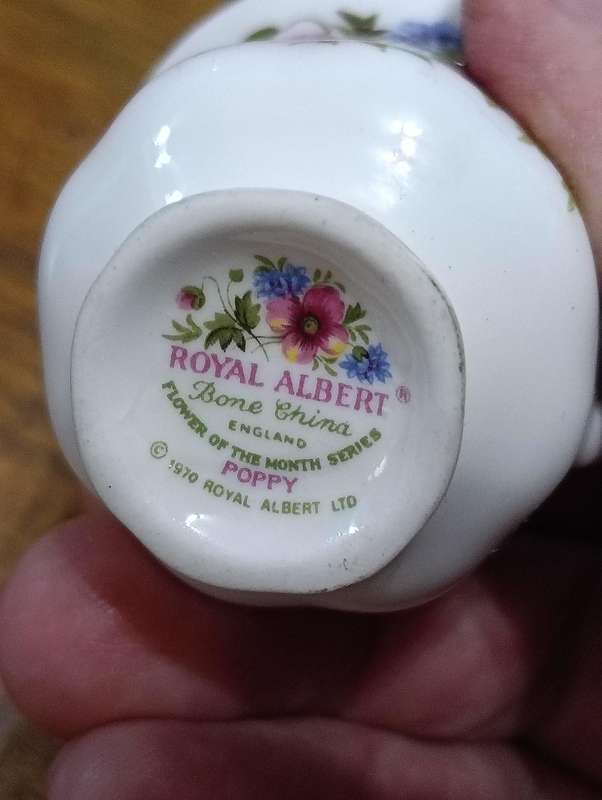 ROYAL ALBERT®
Bone China
ENGLAND
FLOWER OF THE MONTH SERIES
POPPY
© 1970 ROYAL ALBERT LTD